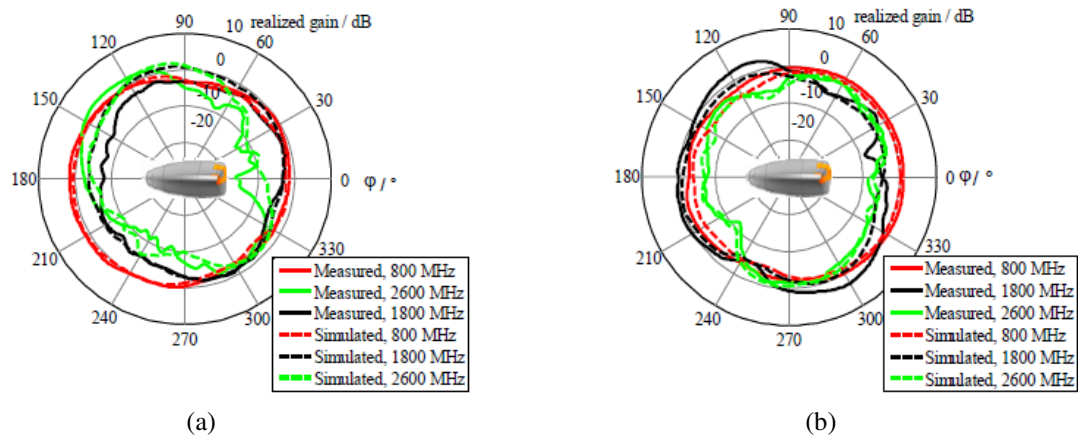 realized gain / dB
90
10
60
120
0
30
-10
150
-20
180
0 φ / °
210
330
240
300
270
Measured, 800 MHz
Measured, 2600 MHz
Measured, 1800 MHz
Simulated, 800 MHz
Simulated, 1800 MHz
Simulated, 2600 MHz
(a)
realized gain / dB
90
10
60
120
0
30
-10
150
-20
180
0 φ / °
210
330
240
300
270
Measured, 800 MHz
Measured, 1800 MHz
Measured, 2600 MHz
Simulated, 800 MHz
Simulated, 1800 MHz
Simulated, 2600 MHz
(b)